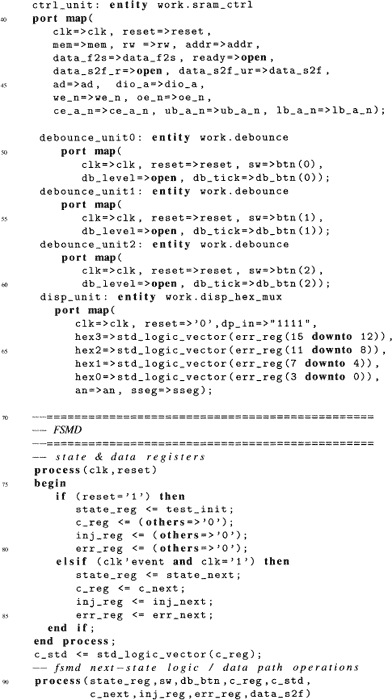 ctrl_unit: entity work.sram_ctrl
40 port map(
clk=>clk, reset=>reset,
mem=>mem, rw =>rw, addr=>addr,
data_f2s=>data_f2s, ready=>open,
data_s2f_r=>open, data_s2f_ur=>data_s2f,
45 ad=>ad, dio_a=>dio_a,
we_n=>we_n, oe_n=>oe_n,
ce_a_n=>ce_a_n, ub_a_n=>ub_a_n, lb_a_n=>lb_a_n);
debounce_unit0: entity work.debounce
50 port map(
clk=>clk, reset=>reset, sw=>btn(0),
db_level=>open, db_tick=>db_btn(0));
debounce_unit1: entity work.debounce
port map(
55 clk=>clk, reset=>reset, sw=>btn(1),
db_level=>open, db_tick=>db_btn(1));
debounce_unit2: entity work.debounce
port map(
clk=>clk, reset=>reset, sw=>btn(2),
60 db_level=>open, db_tick=>db_btn(2));
disp_unit: entity work.disp_hex_mux
port map(
clk=>clk, reset=>'0',dp_in=>"1111",
hex3=>std_logic_vector(err_reg(15 downto 12)),
65 hex2=>std_logic_vector(err_reg(11 downto 8)),
hex1=>std_logic_vector(err_reg(7 downto 4)),
hex0=>std_logic_vector(err_reg(3 downto 0)),
an=>an, sseg=>sseg);
70 --===========================================
-- FSMD
--===========================================
-- state & data registers
process(clk,reset)
75 begin
if (reset='1') then
state_reg <= test_init;
c_reg <= (others=>'0');
inj_reg <= (others=>'0');
80 err_reg <= (others=>'0');
elsif (clk'event and clk='1') then
state_reg <= state_next;
c_reg <= c_next;
inj_reg <= inj_next;
85 err_reg <= err_next;
end if;
end process;
c_std <= std_logic_vector(c_reg);
-- fsmd next-state logic / data path operations
90 process(state_reg,sw,db_btn,c_reg,c_std,
c_next,inj_reg,err_reg,data_s2f)